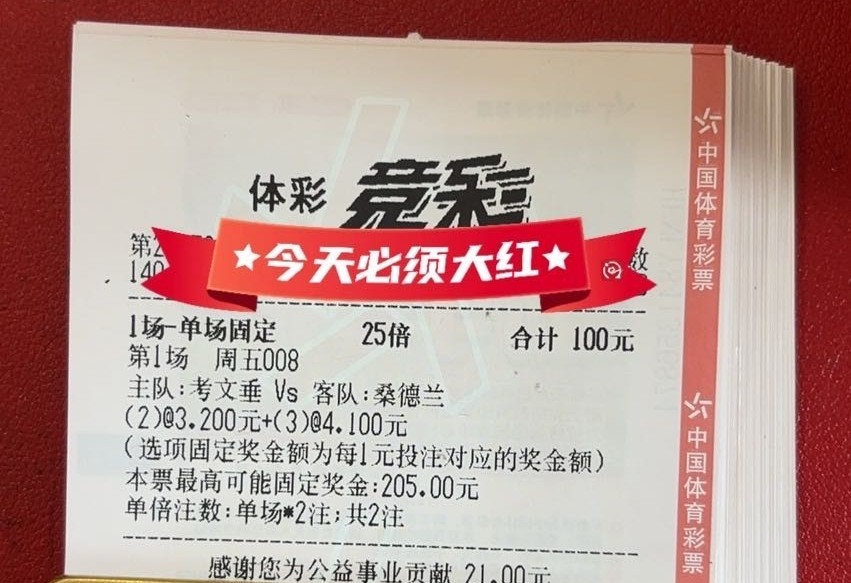 体彩 竞彩
第2
数
140
★今天必须大红★
1场-单场固定 25倍 合计 100元
第1场 周五008
主队:考文垂 Vs 客队:桑德兰
(2)@3.200元+(3)@4.100元
(选项固定奖金额为每1元投注对应的奖金额)
本票最高可能固定奖金:205.00元
单倍注数:单场*2注;共2注
感谢您为公益事业贡献 21.00元
中国体育彩票
中国体育彩票